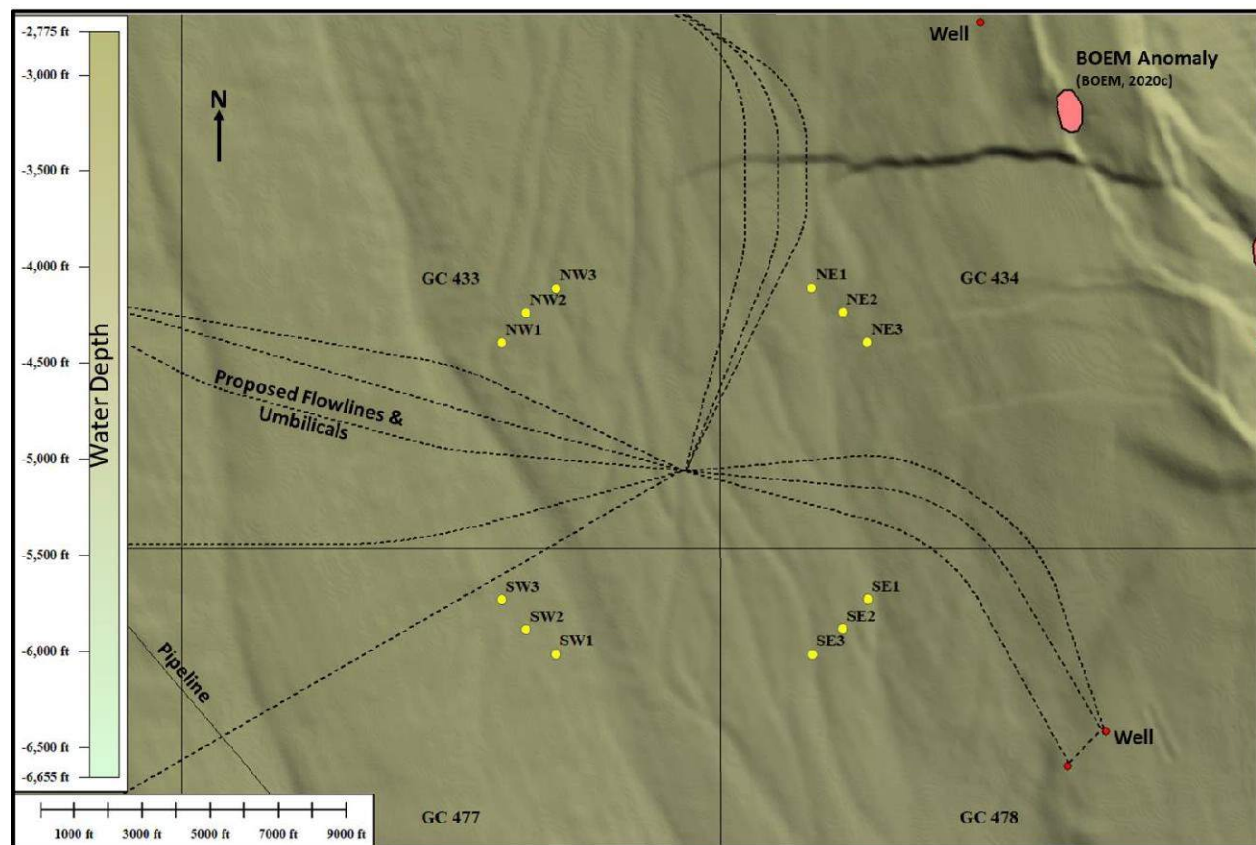 -2,775 ft
-3,000 ft
-3,500 ft
-4,000 ft
-4,500 ft
-5,000 ft
-5,500 ft
-6,000 ft
-6,500 ft
-6,655 ft
Water Depth
N
Well
BOEM Anomaly
(BOEM, 2020c)
GC 433
NW3
NW2
NW1
NE1
NE2
NE3
GC 434
Proposed Flowlines &
Umbilicals
SW3
SW2
SW1
SE1
SE2
SE3
Pipeline
Well
GC 477
GC 478
1000 ft
3000 ft
5000 ft
7000 ft
9000 ft